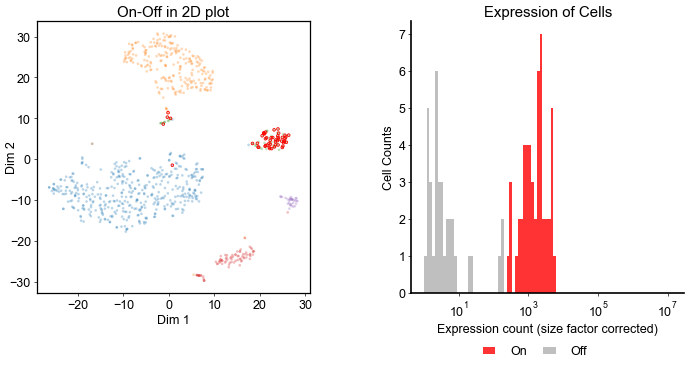 On-Off in 2D plot
30
20
10
0
−10
−20
−30
Dim 2
−20 −10 0 10 20 30
Dim 1
Expression of Cells
7
6
5
4
3
2
1
0
Cell Counts
10^1 10^3 10^5 10^7
Expression count (size factor corrected)
On Off